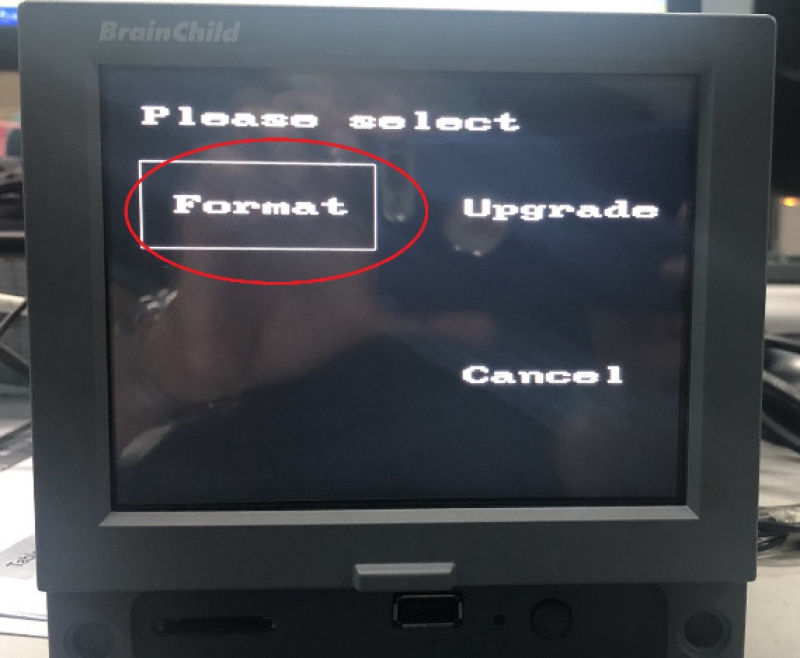 BrainChild
Please select
Format Upgrade
Cancel